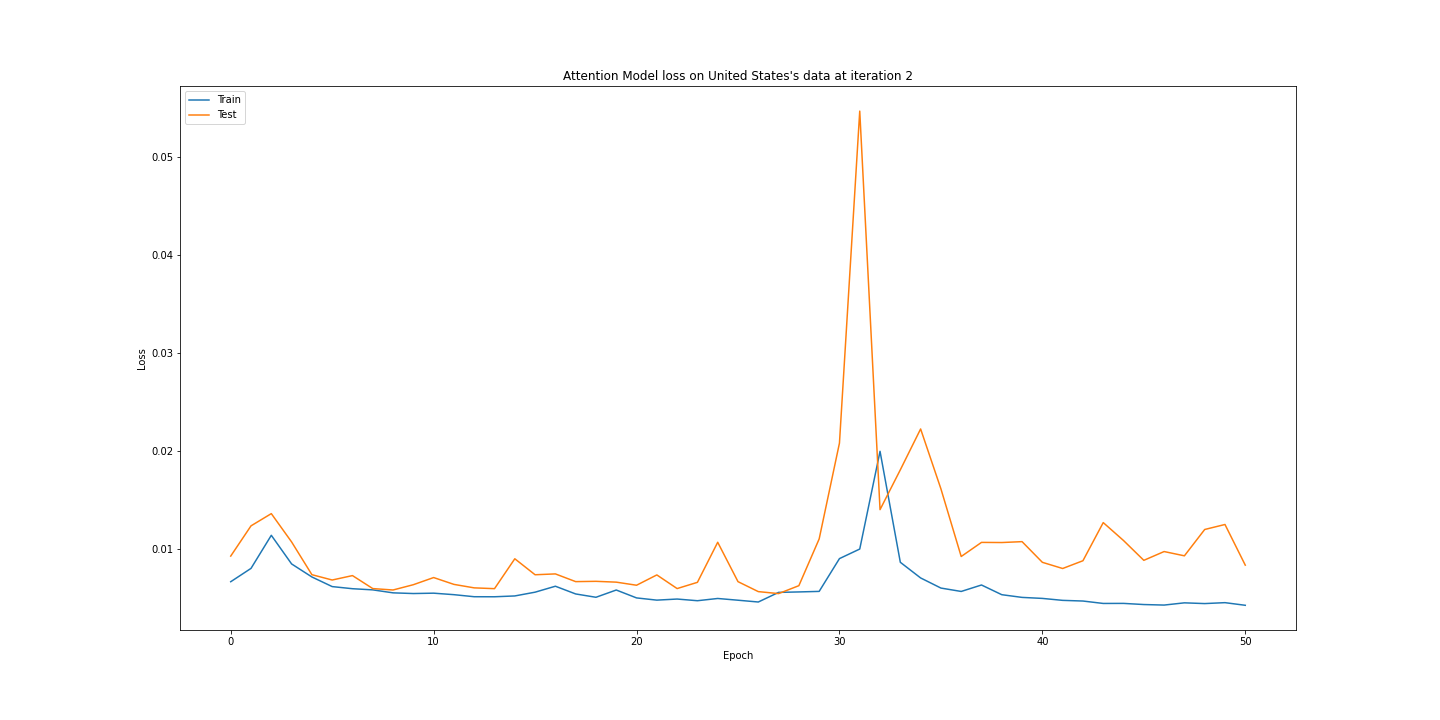 Attention Model loss on United States's data at iteration 2
Train
Test
0.05
0.04
0.03
0.02
0.01
Loss
0 10 20 30 40 50
Epoch